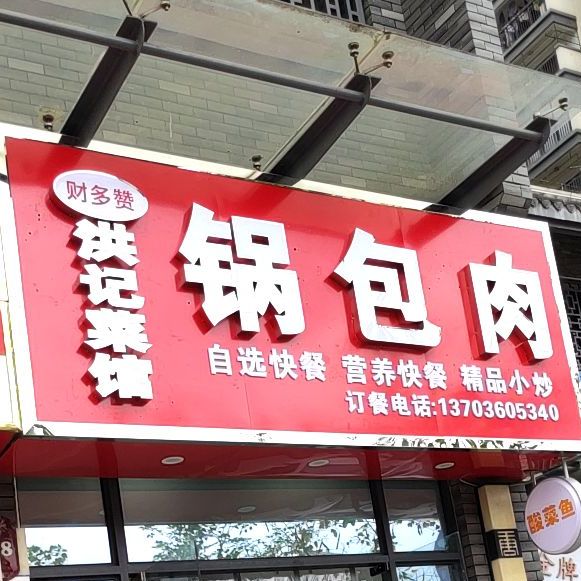 财多赞
洪记菜馆
锅包肉
自选快餐 营养快餐 精品小炒
订餐电话:13703605340
酸菜鱼
8